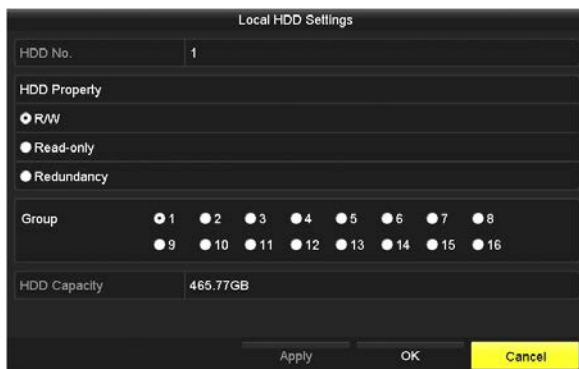 Local HDD Settings
HDD No. 1
HDD Property
R/W
Read-only
Redundancy
Group 1 2 3 4 5 6 7 8
9 10 11 12 13 14 15 16
HDD Capacity 465.77GB
Apply OK Cancel